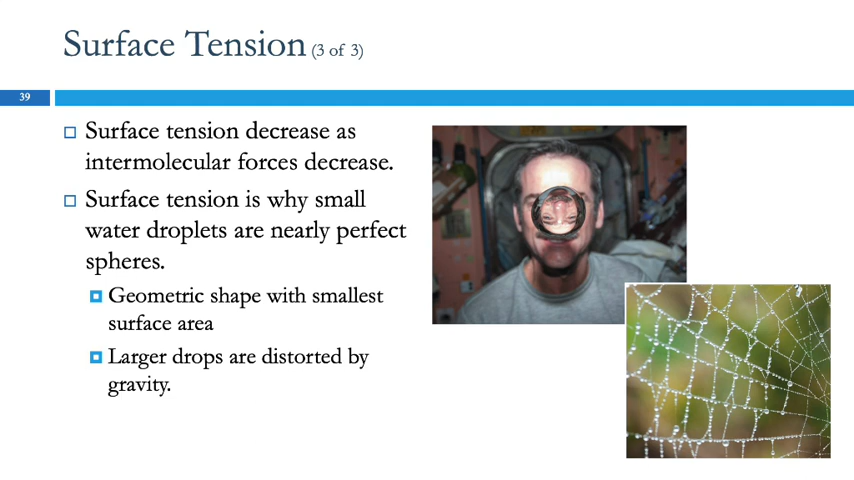 Surface Tension (3 of 3)
39
Surface tension decrease as
intermolecular forces decrease.
Surface tension is why small
water droplets are nearly perfect
spheres.
Geometric shape with smallest
surface area
Larger drops are distorted by
gravity.